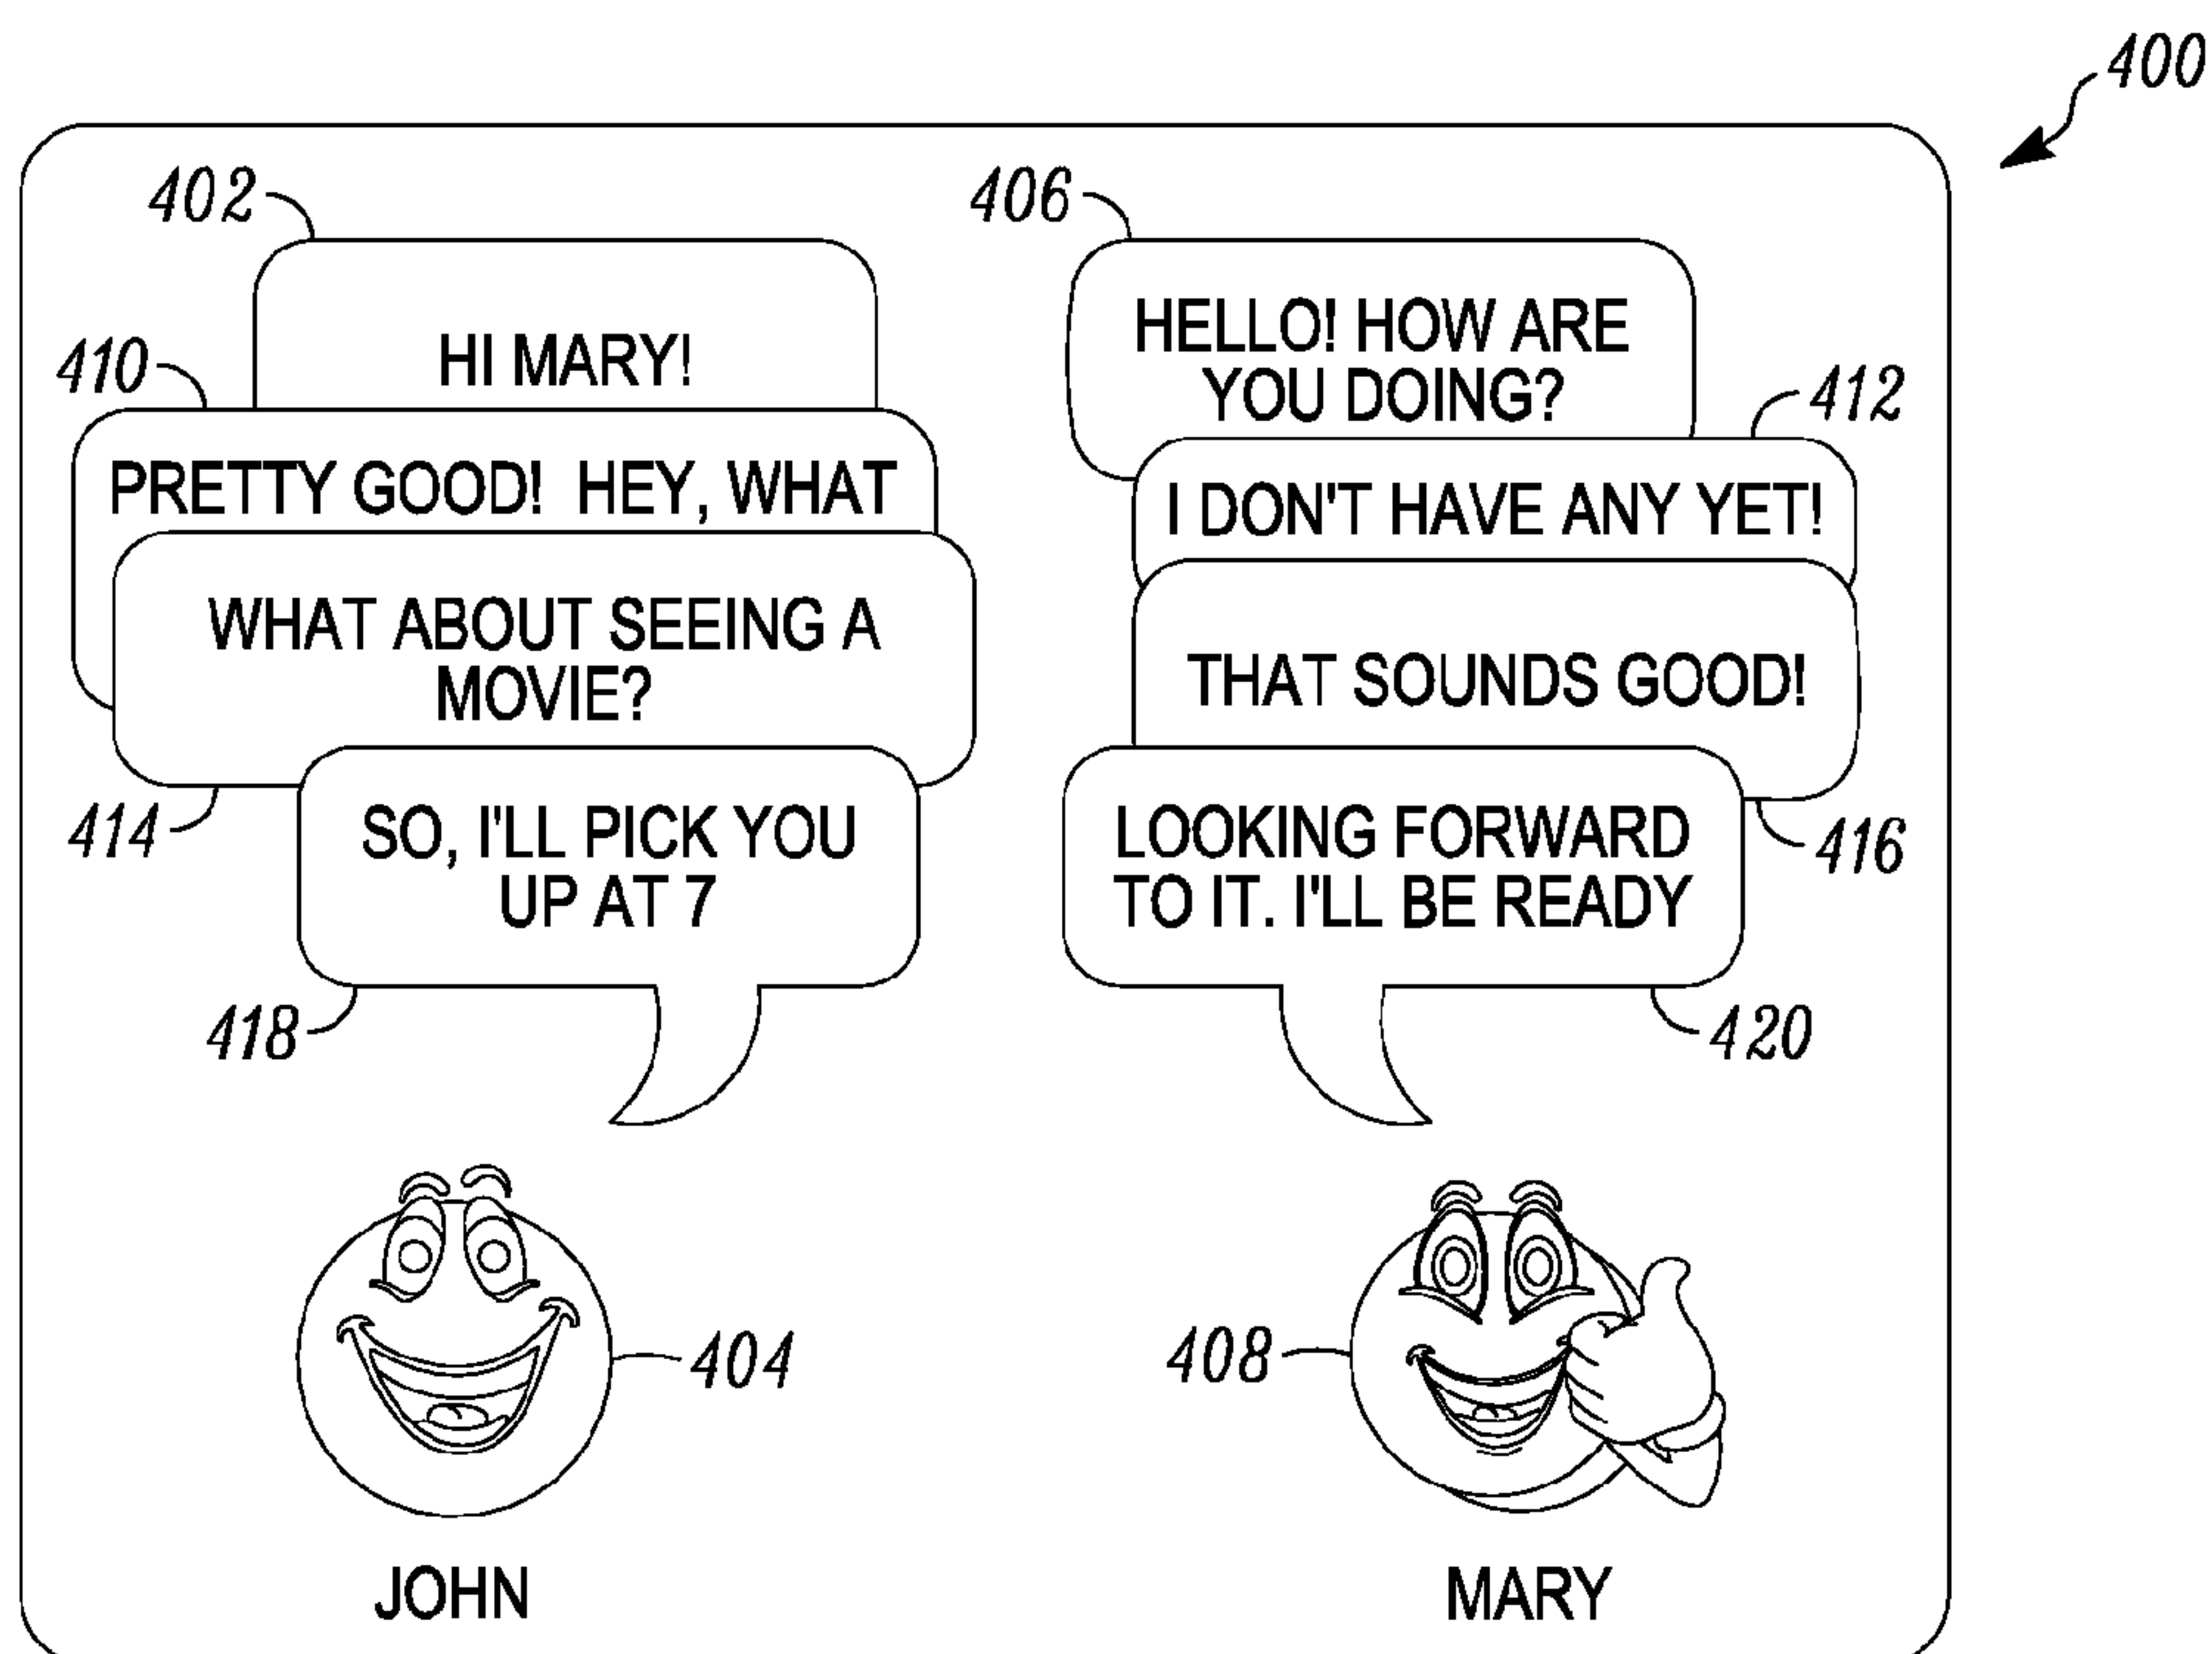 400
402
HI MARY!
406
HELLO! HOW ARE
YOU DOING?
410
PRETTY GOOD!  HEY, WHAT
412
I DON'T HAVE ANY YET!
WHAT ABOUT SEEING A
MOVIE?
414
THAT SOUNDS GOOD!
416
SO, I'LL PICK YOU
UP AT 7
418
LOOKING FORWARD
TO IT. I'LL BE READY
420
404
JOHN
408
MARY